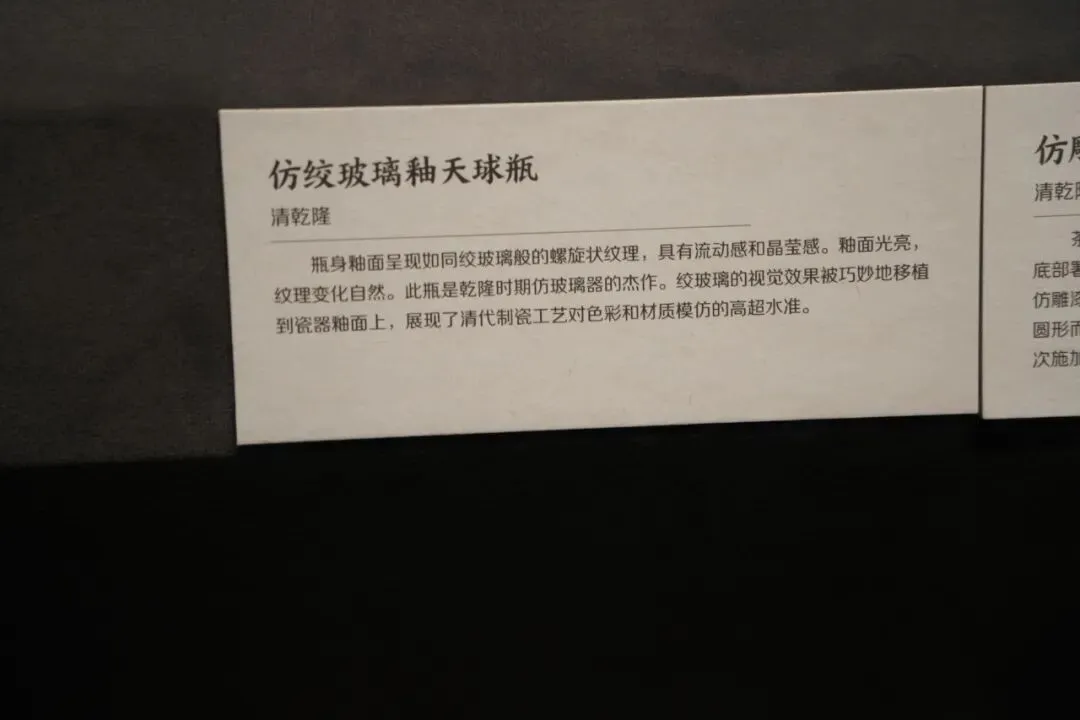 仿绞玻璃釉天球瓶
清乾隆
瓶身釉面呈现如同绞玻璃般的螺旋状纹理，具有流动感和晶莹感。釉面光亮，
纹理变化自然。此瓶是乾隆时期仿玻璃器的杰作。绞玻璃的视觉效果被巧妙地移植
到瓷器釉面上，展现了清代制瓷工艺对色彩和材质模仿的高超水准。
仿
清乾
底部署
仿雕漆
圆形而
次施加